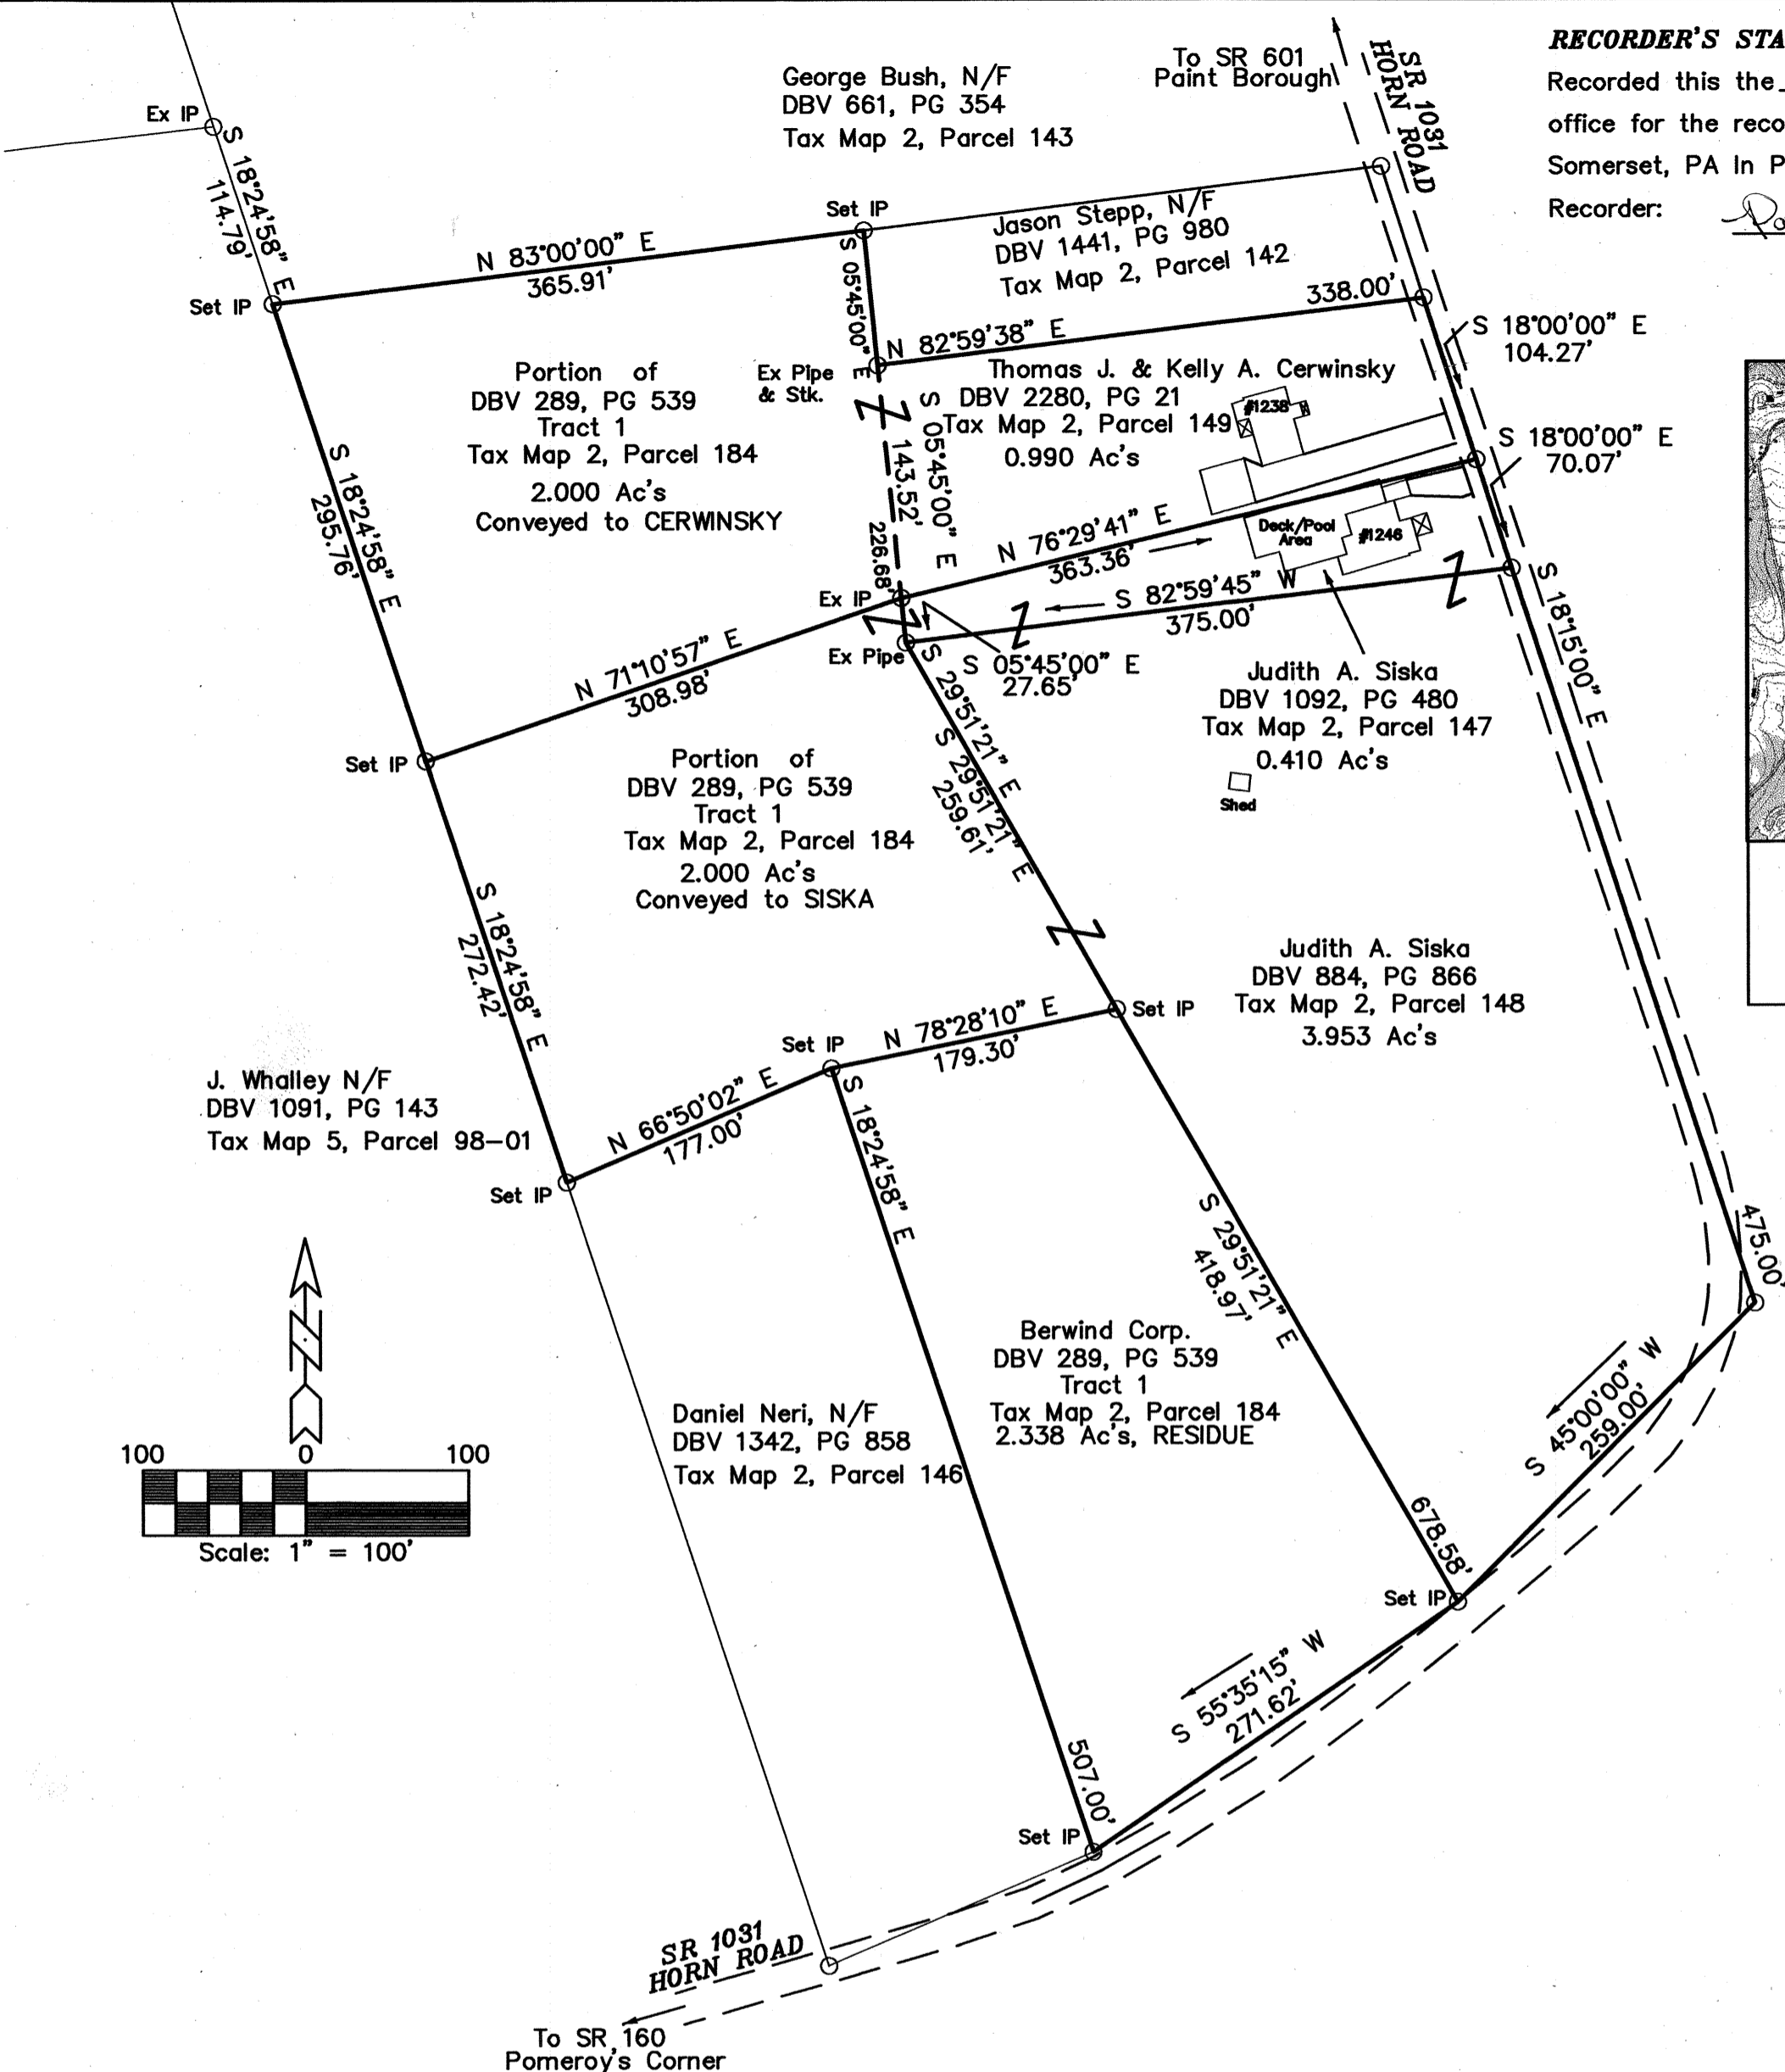 RECORDER'S STA
Recorded this the
office for the reco
Somerset, PA In P
Recorder:
To SR 601
Paint Borough
SR 1031
HORN ROAD
George Bush, N/F
DBV 661, PG 354
Tax Map 2, Parcel 143
Ex IP
S 18°24'58" E
114.79'
Set IP
N 83°00'00" E
365.91'
Set IP
S 05°45'00" E
Jason Stepp, N/F
DBV 1441, PG 980
Tax Map 2, Parcel 142
338.00'
N 82°59'38" E
S 18°00'00" E
104.27'
Portion of
DBV 289, PG 539
Tract 1
Tax Map 2, Parcel 184
2.000 Ac's
Conveyed to CERWINSKY
Ex Pipe
& Stk.
Thomas J. & Kelly A. Cerwinsky
DBV 2280, PG 21
Tax Map 2, Parcel 149
0.990 Ac's
#1238
S 18°00'00" E
70.07'
S 05°45'00" E
143.52'
226.68'
S 18°24'58" E
295.76'
N 76°29'41" E
363.36'
Deck/Pool
Area
#1246
Ex IP
S 82°59'45" W
375.00'
Ex Pipe
S 05°45'00" E
27.65'
S 18°15'00" E
N 71°10'57" E
308.98'
Set IP
S 29°51'21" E
S 29°51'21" E
259.61'
Judith A. Siska
DBV 1092, PG 480
Tax Map 2, Parcel 147
0.410 Ac's
Shed
Portion of
DBV 289, PG 539
Tract 1
Tax Map 2, Parcel 184
2.000 Ac's
Conveyed to SISKA
S 18°24'58" E
272.42'
Judith A. Siska
DBV 884, PG 866
Tax Map 2, Parcel 148
3.953 Ac's
Set IP
N 78°28'10" E
179.30'
Set IP
J. Whalley N/F
DBV 1091, PG 143
Tax Map 5, Parcel 98-01
N 66°50'02" E
177.00'
Set IP
S 18°24'58" E
S 29°51'21" E
418.97'
475.00'
N
Berwind Corp.
DBV 289, PG 539
Tract 1
Tax Map 2, Parcel 184
2.338 Ac's, RESIDUE
S 45°00'00" W
259.00'
Daniel Neri, N/F
DBV 1342, PG 858
Tax Map 2, Parcel 146
100 0 100
Scale: 1" = 100'
678.58'
Set IP
S 55°35'15" W
271.62'
507.00'
Set IP
SR 1031
HORN ROAD
To SR 160
Pomeroy's Corner